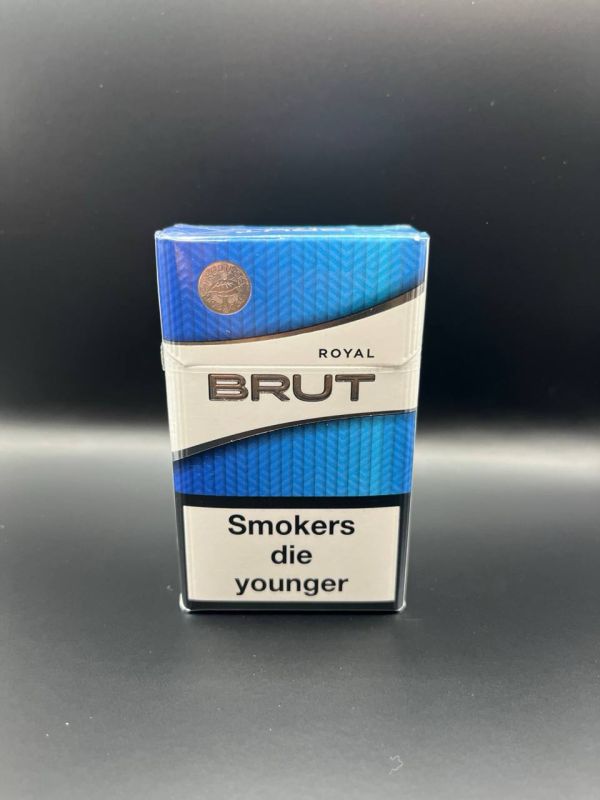 ROYAL
BRUT
Smokers
die
younger